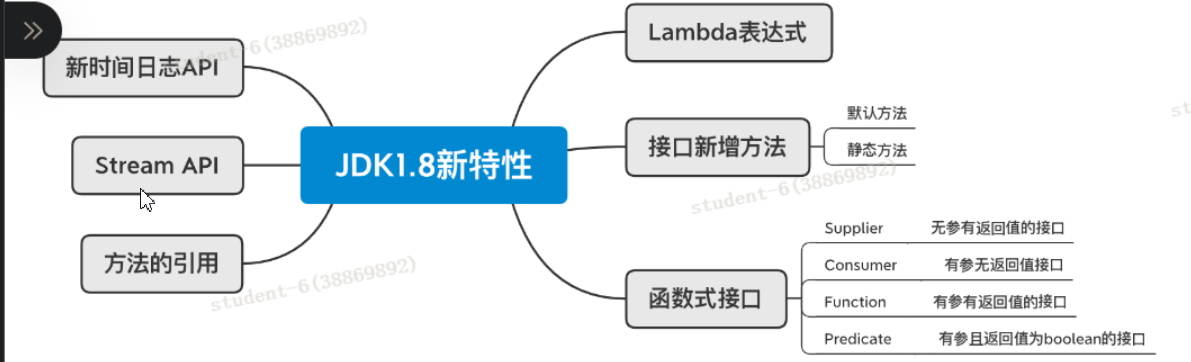 JDK1.8新特性
新时间日志API
Stream API
方法的引用
Lambda表达式
接口新增方法
默认方法
静态方法
函数式接口
Supplier 无参有返回值的接口
Consumer 有参无返回值接口
Function 有参有返回值的接口
Predicate 有参且返回值为boolean的接口
student-6(38869892)
student-6(38869892)
student-6(38869892)
st